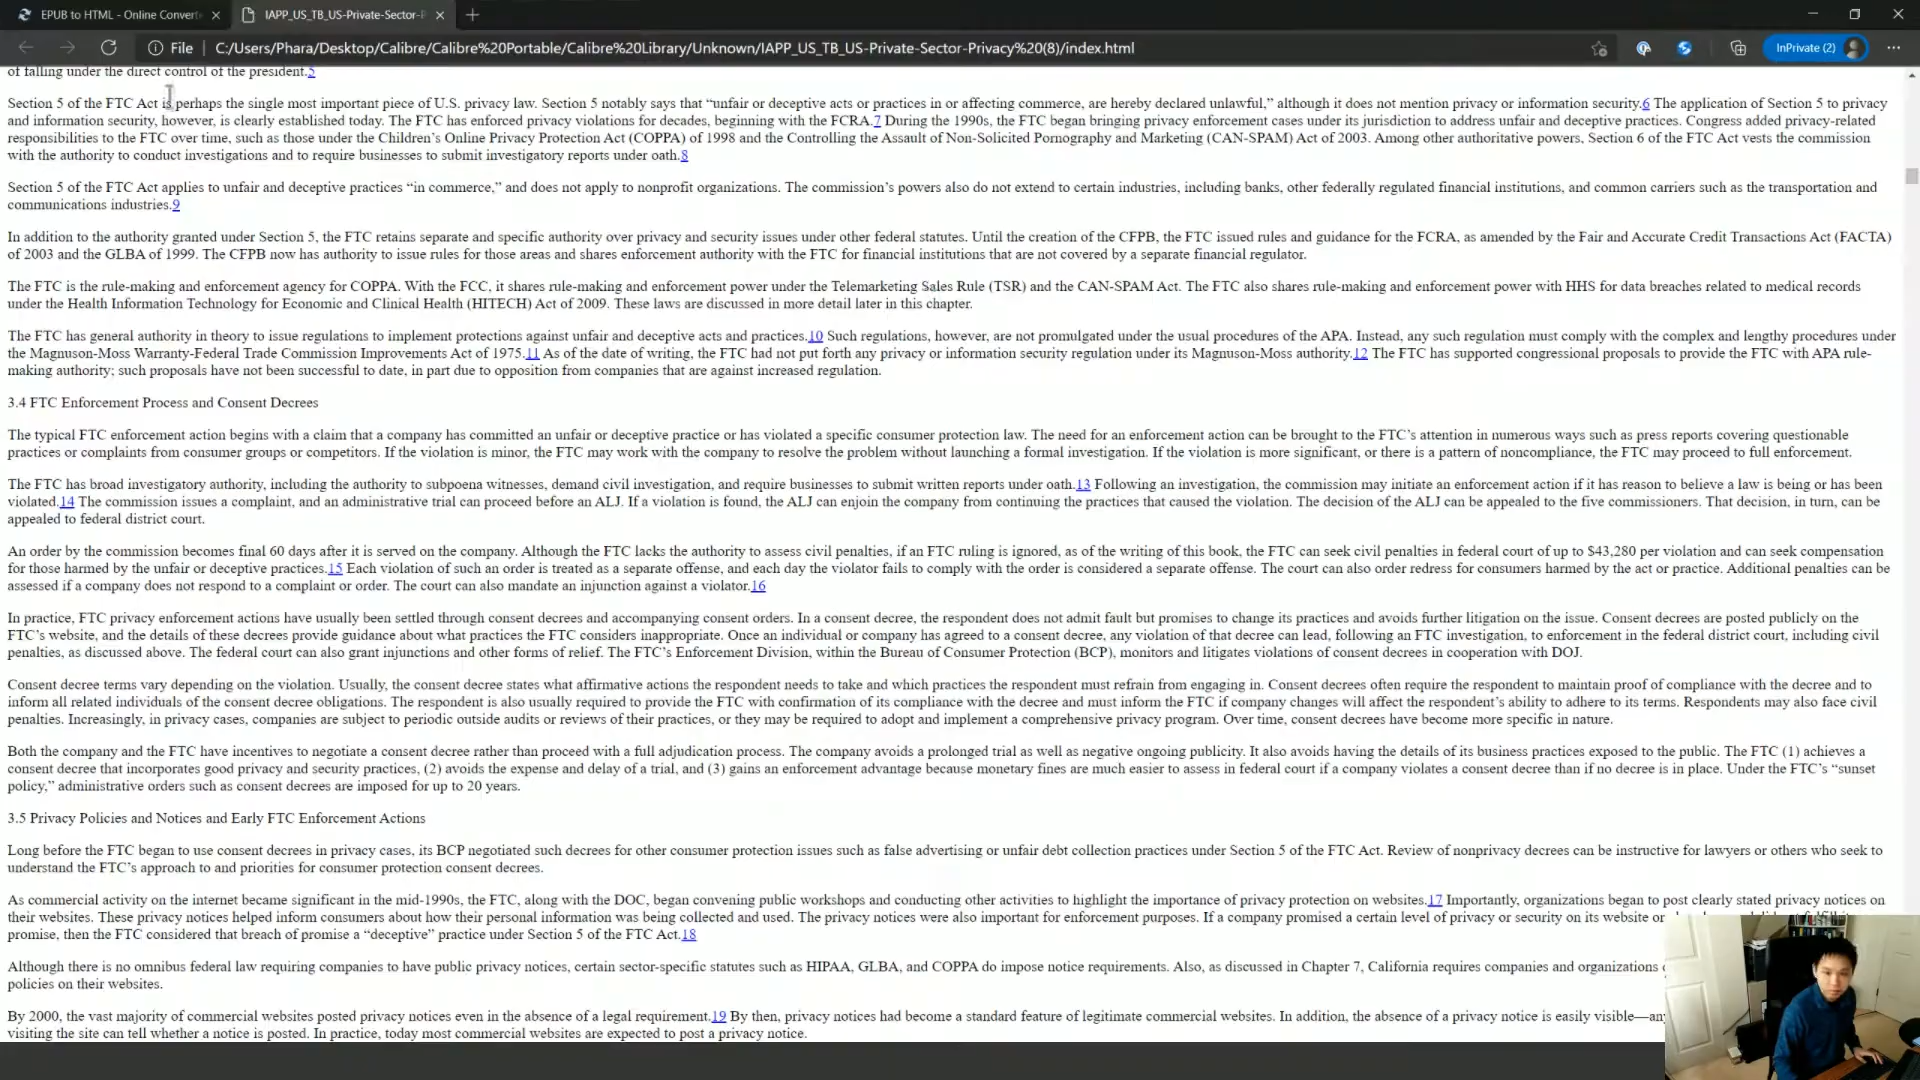 EPUB to HTML - Online Convert
IAPP_US_TB_US-Private-Sector-P
File
C:/Users/Phara/Desktop/Calibre/Calibre%20Portable/Calibre%20Library/Unknown/IAPP_US_TB_US-Private-Sector-Privacy%20(8)/index.html
InPrivate (2)
of falling under the direct control of the president.5
Section 5 of the FTC Act is perhaps the single most important piece of U.S. privacy law. Section 5 notably says that “unfair or deceptive acts or practices in or affecting commerce, are hereby declared unlawful,” although it does not mention privacy or information security.6 The application of Section 5 to privacy
and information security, however, is clearly established today. The FTC has enforced privacy violations for decades, beginning with the FCRA.7 During the 1990s, the FTC began bringing privacy enforcement cases under its jurisdiction to address unfair and deceptive practices. Congress added privacy-related
responsibilities to the FTC over time, such as those under the Children’s Online Privacy Protection Act (COPPA) of 1998 and the Controlling the Assault of Non-Solicited Pornography and Marketing (CAN-SPAM) Act of 2003. Among other authoritative powers, Section 6 of the FTC Act vests the commission
with the authority to conduct investigations and to require businesses to submit investigatory reports under oath.8
Section 5 of the FTC Act applies to unfair and deceptive practices “in commerce,” and does not apply to nonprofit organizations. The commission’s powers also do not extend to certain industries, including banks, other federally regulated financial institutions, and common carriers such as the transportation and
communications industries.9
In addition to the authority granted under Section 5, the FTC retains separate and specific authority over privacy and security issues under other federal statutes. Until the creation of the CFPB, the FTC issued rules and guidance for the FCRA, as amended by the Fair and Accurate Credit Transactions Act (FACTA)
of 2003 and the GLBA of 1999. The CFPB now has authority to issue rules for those areas and shares enforcement authority with the FTC for financial institutions that are not covered by a separate financial regulator.
The FTC is the rule-making and enforcement agency for COPPA. With the FCC, it shares rule-making and enforcement power under the Telemarketing Sales Rule (TSR) and the CAN-SPAM Act. The FTC also shares rule-making and enforcement power with HHS for data breaches related to medical records
under the Health Information Technology for Economic and Clinical Health (HITECH) Act of 2009. These laws are discussed in more detail later in this chapter.
The FTC has general authority in theory to issue regulations to implement protections against unfair and deceptive acts and practices.10 Such regulations, however, are not promulgated under the usual procedures of the APA. Instead, any such regulation must comply with the complex and lengthy procedures under
the Magnuson-Moss Warranty-Federal Trade Commission Improvements Act of 1975.11 As of the date of writing, the FTC had not put forth any privacy or information security regulation under its Magnuson-Moss authority.12 The FTC has supported congressional proposals to provide the FTC with APA rule-
making authority; such proposals have not been successful to date, in part due to opposition from companies that are against increased regulation.
3.4 FTC Enforcement Process and Consent Decrees
The typical FTC enforcement action begins with a claim that a company has committed an unfair or deceptive practice or has violated a specific consumer protection law. The need for an enforcement action can be brought to the FTC’s attention in numerous ways such as press reports covering questionable
practices or complaints from consumer groups or competitors. If the violation is minor, the FTC may work with the company to resolve the problem without launching a formal investigation. If the violation is more significant, or there is a pattern of noncompliance, the FTC may proceed to full enforcement.
The FTC has broad investigatory authority, including the authority to subpoena witnesses, demand civil investigation, and require businesses to submit written reports under oath.13 Following an investigation, the commission may initiate an enforcement action if it has reason to believe a law is being or has been
violated.14 The commission issues a complaint, and an administrative trial can proceed before an ALJ. If a violation is found, the ALJ can enjoin the company from continuing the practices that caused the violation. The decision of the ALJ can be appealed to the five commissioners. That decision, in turn, can be
appealed to federal district court.
An order by the commission becomes final 60 days after it is served on the company. Although the FTC lacks the authority to assess civil penalties, if an FTC ruling is ignored, as of the writing of this book, the FTC can seek civil penalties in federal court of up to $43,280 per violation and can seek compensation
for those harmed by the unfair or deceptive practices.15 Each violation of such an order is treated as a separate offense, and each day the violator fails to comply with the order is considered a separate offense. The court can also order redress for consumers harmed by the act or practice. Additional penalties can be
assessed if a company does not respond to a complaint or order. The court can also mandate an injunction against a violator.16
In practice, FTC privacy enforcement actions have usually been settled through consent decrees and accompanying consent orders. In a consent decree, the respondent does not admit fault but promises to change its practices and avoids further litigation on the issue. Consent decrees are posted publicly on the
FTC’s website, and the details of these decrees provide guidance about what practices the FTC considers inappropriate. Once an individual or company has agreed to a consent decree, any violation of that decree can lead, following an FTC investigation, to enforcement in the federal district court, including civil
penalties, as discussed above. The federal court can also grant injunctions and other forms of relief. The FTC’s Enforcement Division, within the Bureau of Consumer Protection (BCP), monitors and litigates violations of consent decrees in cooperation with DOJ.
Consent decree terms vary depending on the violation. Usually, the consent decree states what affirmative actions the respondent needs to take and which practices the respondent must refrain from engaging in. Consent decrees often require the respondent to maintain proof of compliance with the decree and to
inform all related individuals of the consent decree obligations. The respondent is also usually required to provide the FTC with confirmation of its compliance with the decree and must inform the FTC if company changes will affect the respondent’s ability to adhere to its terms. Respondents may also face civil
penalties. Increasingly, in privacy cases, companies are subject to periodic outside audits or reviews of their practices, or they may be required to adopt and implement a comprehensive privacy program. Over time, consent decrees have become more specific in nature.
Both the company and the FTC have incentives to negotiate a consent decree rather than proceed with a full adjudication process. The company avoids a prolonged trial as well as negative ongoing publicity. It also avoids having the details of its business practices exposed to the public. The FTC (1) achieves a
consent decree that incorporates good privacy and security practices, (2) avoids the expense and delay of a trial, and (3) gains an enforcement advantage because monetary fines are much easier to assess in federal court if a company violates a consent decree than if no decree is in place. Under the FTC’s “sunset
policy,” administrative orders such as consent decrees are imposed for up to 20 years.
3.5 Privacy Policies and Notices and Early FTC Enforcement Actions
Long before the FTC began to use consent decrees in privacy cases, its BCP negotiated such decrees for other consumer protection issues such as false advertising or unfair debt collection practices under Section 5 of the FTC Act. Review of nonprivacy decrees can be instructive for lawyers or others who seek to
understand the FTC’s approach to and priorities for consumer protection consent decrees.
As commercial activity on the internet became significant in the mid-1990s, the FTC, along with the DOC, began convening public workshops and conducting other activities to highlight the importance of privacy protection on websites.17 Importantly, organizations began to post clearly stated privacy notices on
their websites. These privacy notices helped inform consumers about how their personal information was being collected and used. The privacy notices were also important for enforcement purposes. If a company promised a certain level of privacy or security on its website or
promise, then the FTC considered that breach of promise a “deceptive” practice under Section 5 of the FTC Act.18
Although there is no omnibus federal law requiring companies to have public privacy notices, certain sector-specific statutes such as HIPAA, GLBA, and COPPA do impose notice requirements. Also, as discussed in Chapter 7, California requires companies and organizations
policies on their websites.
By 2000, the vast majority of commercial websites posted privacy notices even in the absence of a legal requirement.19 By then, privacy notices had become a standard feature of legitimate commercial websites. In addition, the absence of a privacy notice is easily visible—an
visiting the site can tell whether a notice is posted. In practice, today most commercial websites are expected to post a privacy notice.